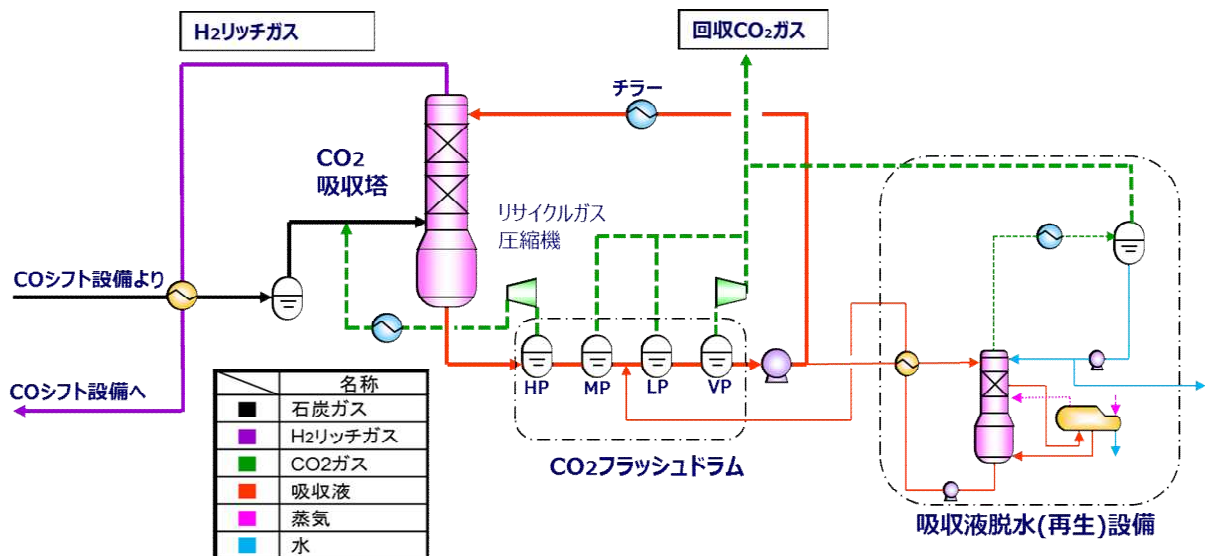 H2リッチガス
回収CO2ガス
チラー
CO2
吸収塔
リサイクルガス
圧縮機
COシフト設備より
COシフト設備へ
HP
MP
LP
VP
CO2フラッシュドラム
吸収液脱水(再生)設備
名称
石炭ガス
H2リッチガス
CO2ガス
吸収液
蒸気
水